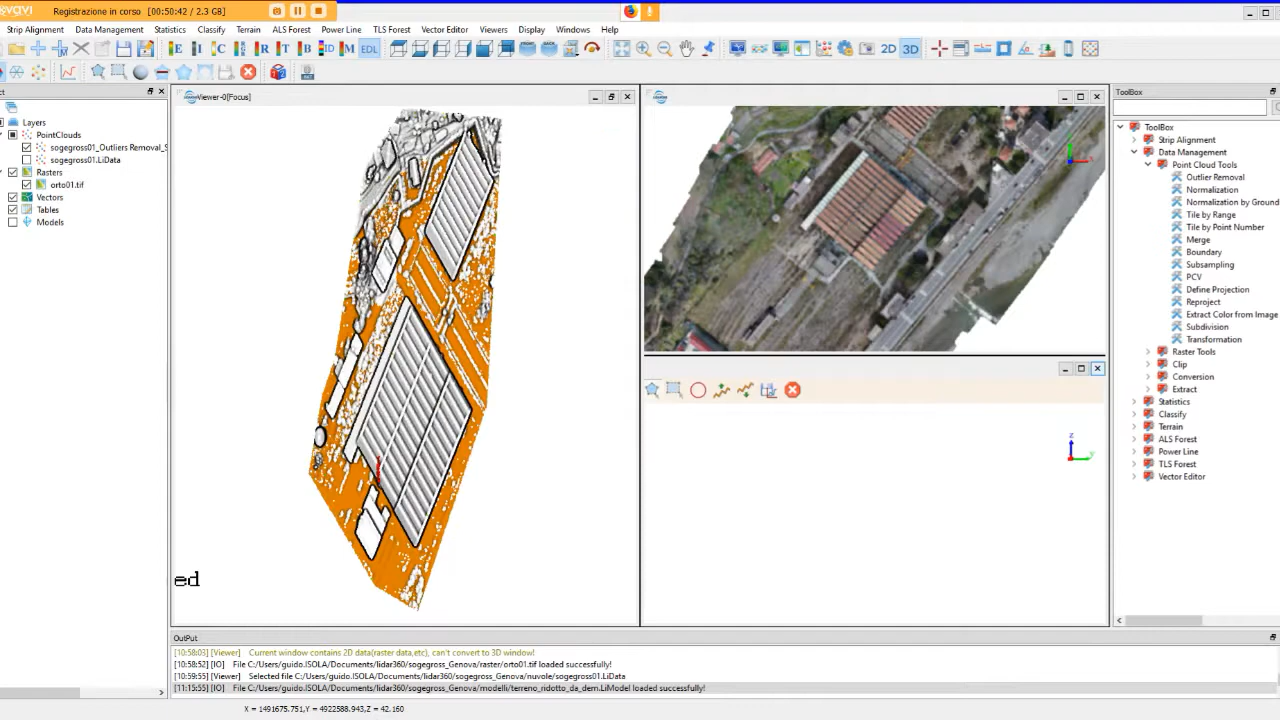 Registrazione in corso [00:50:42 / 2.3 GB]
Strip Alignment Data Management Statistics Classify Terrain ALS Forest Power Line TLS Forest Vector Editor Viewers Display Windows Help
E I C R T B ID M EDL 2D 3D
Viewer-0[Focus]
ToolBox
Layers
PointClouds
sogegross01_Outliers Removal_S
sogegross01.LiData
Rasters
orto01.tif
Vectors
Tables
Models
ed
ToolBox
Strip Alignment
Data Management
Point Cloud Tools
Outlier Removal
Normalization
Normalization by Ground
Tile by Range
Tile by Point Number
Merge
Boundary
Subsampling
PCV
Define Projection
Reproject
Extract Color from Image
Subdivision
Transformation
Raster Tools
Clip
Conversion
Extract
Statistics
Classify
Terrain
ALS Forest
Power Line
TLS Forest
Vector Editor
z
y
OutPut
[10:58:03] [Viewer] Current window contains 2D data(raster data,etc), can't convert to 3D window!
[10:58:52] [IO] File C:/Users/guido.ISOLA/Documents/lidar360/sogegross_Genova/raster/orto01.tif loaded successfully!
[10:59:55] [Viewer] Selected file C:/Users/guido.ISOLA/Documents/lidar360/sogegross_Genova/nuvole/sogegross01.LiData
[11:15:55] [IO] File C:/Users/guido.ISOLA/Documents/lidar360/sogegross_Genova/modelli/terreno_ridotto_da_dem.LiModel loaded successfully!
X = 1491675.751,Y = 4922588.943,Z = 42.160